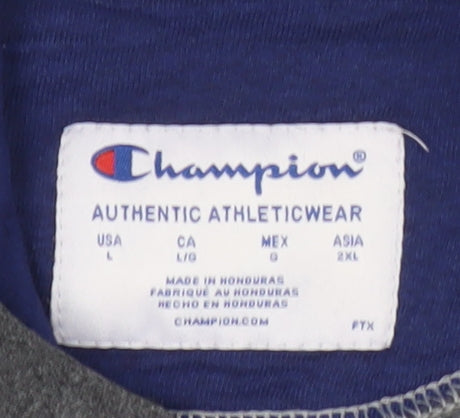 Champion®
AUTHENTIC ATHLETICWEAR
USA CA MEX ASIA
L L/G G 2XL
MADE IN HONDURAS
FABRIQUÉ AU HONDURAS
HECHO EN HONDURAS
CHAMPION.COM
FTX